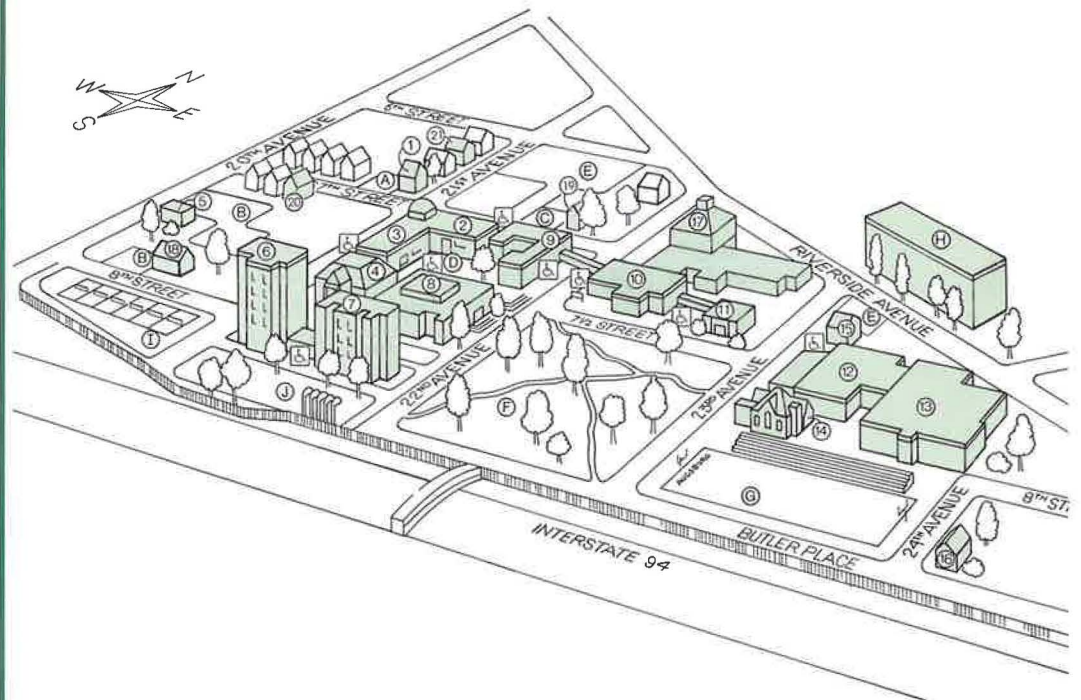 N
W
E
S
6TH STREET
20TH AVENUE
1
21
21ST AVENUE
E
A
7TH STREET
20
19
5
B
C
17
2
3
9
H
18
B
6
D
4
8
10
RIVERSIDE AVENUE
8TH STREET
7
11
7½ STREET
E
15
I
12
22ND AVENUE
23RD AVENUE
J
F
13
14
AUGSBURG
G
8TH ST
24TH AVENUE
16
BUTLER PLACE
INTERSTATE 94